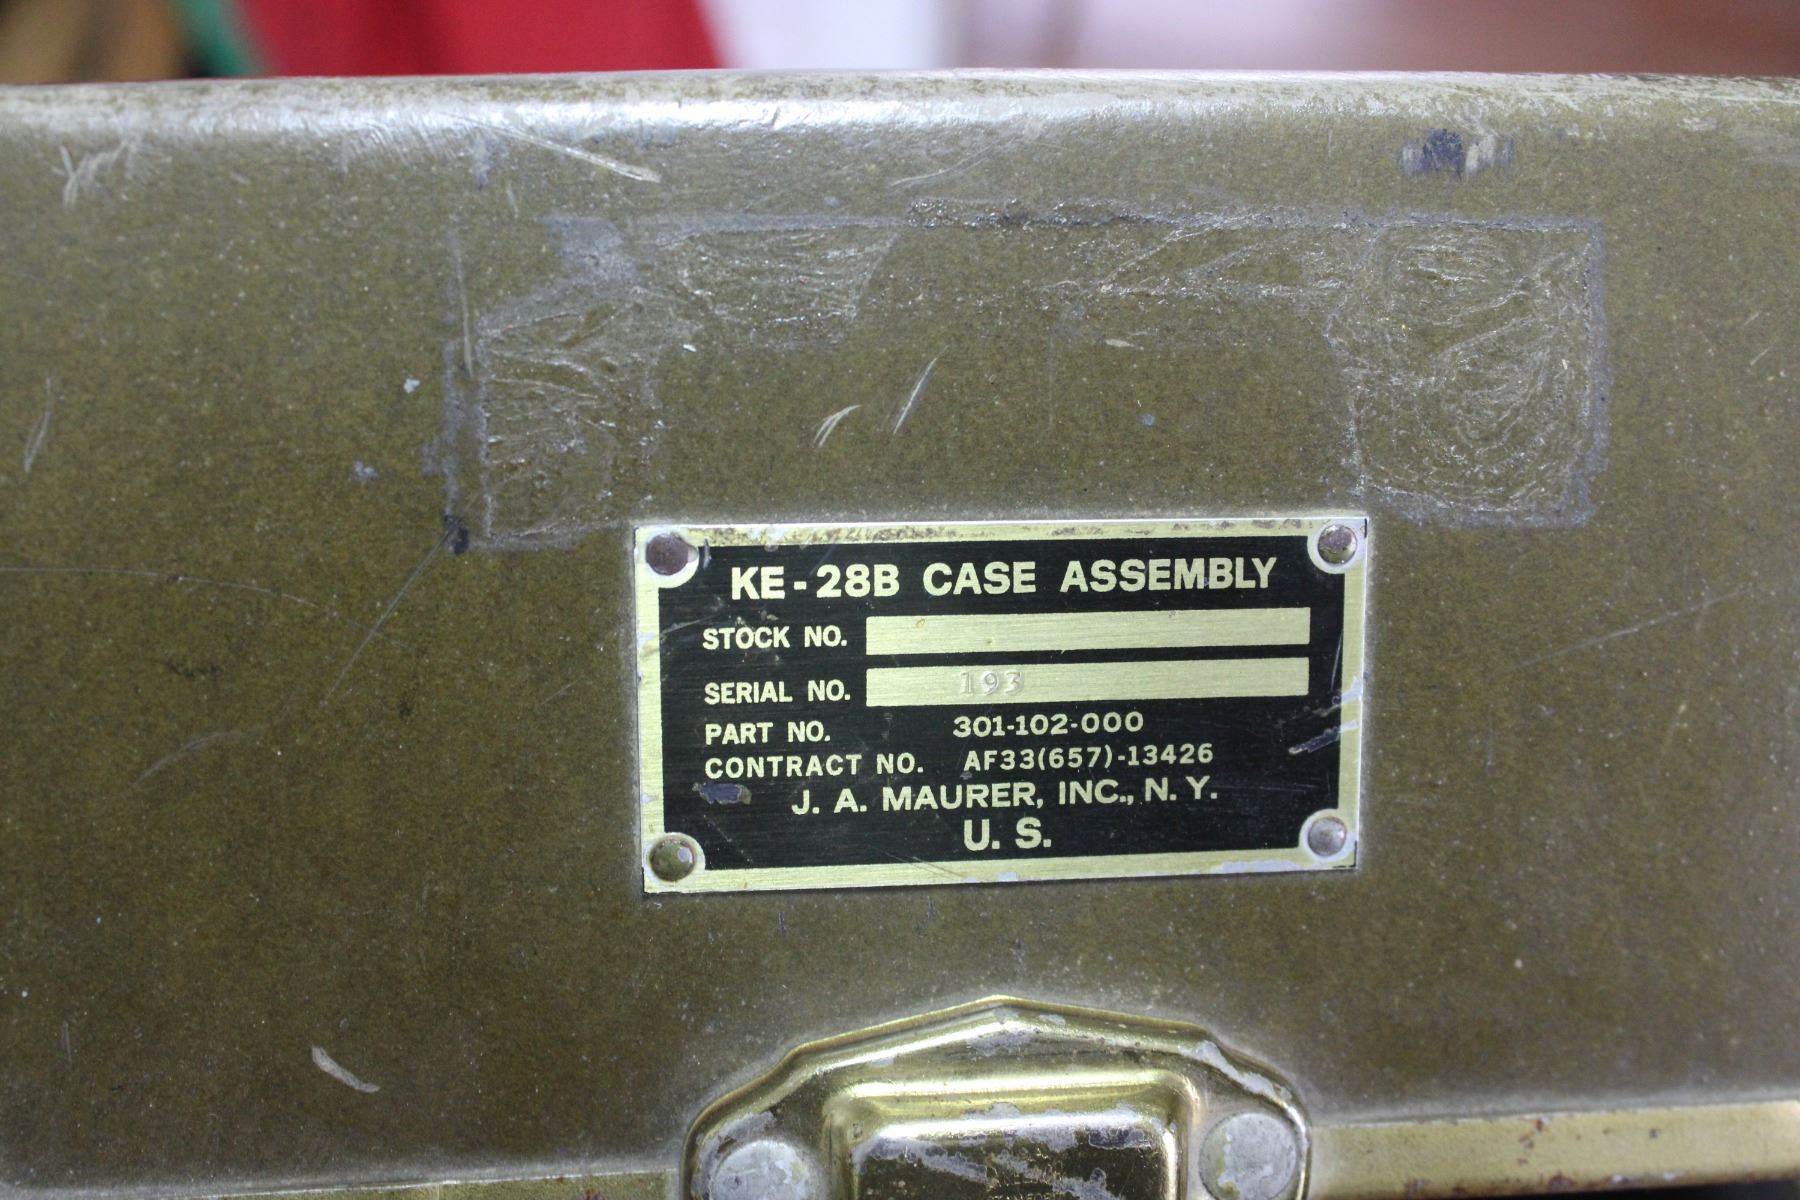 KE-28B CASE ASSEMBLY
STOCK NO.
SERIAL NO. 193
PART NO. 301-102-000
CONTRACT NO. AF33(657)-13426
J. A. MAURER, INC., N. Y.
U. S.